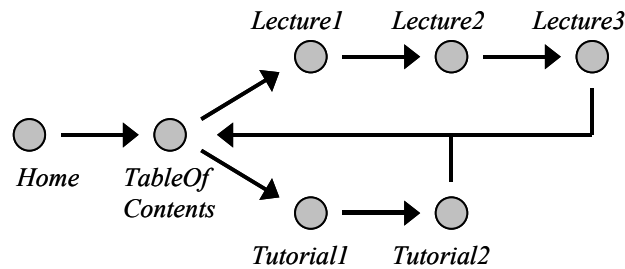 Lecture1
Lecture2
Lecture3
Home
TableOf
Contents
Tutorial1
Tutorial2